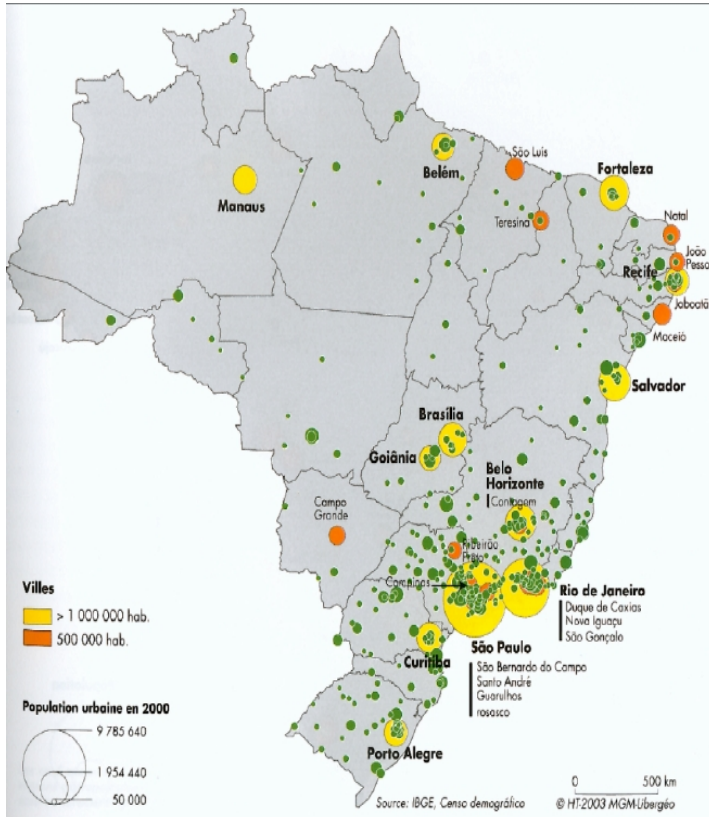 São Luis
Fortaleza
Belém
Manaus
Teresina
Natal
João
Pesso
Recife
Jaboatã
Maceió
Salvador
Brasília
Goiânia
Belo
Horizonte
Contagem
Campo
Grande
Ribeirão
Preto
Campinas
Rio de Janeiro
Duque de Caxias
Nova Iguaçu
São Gonçalo
Villes
> 1 000 000 hab.
500 000 hab.
São Paulo
São Bernardo do Campo
Santo André
Guarulhos
rosasco
Curitiba
Population urbaine en 2000
9 785 640
1 954 440
50 000
Porto Alegre
0 500 km
Source: IBGE, Censo demográfico
© HT-2003 MGM-Libergéo